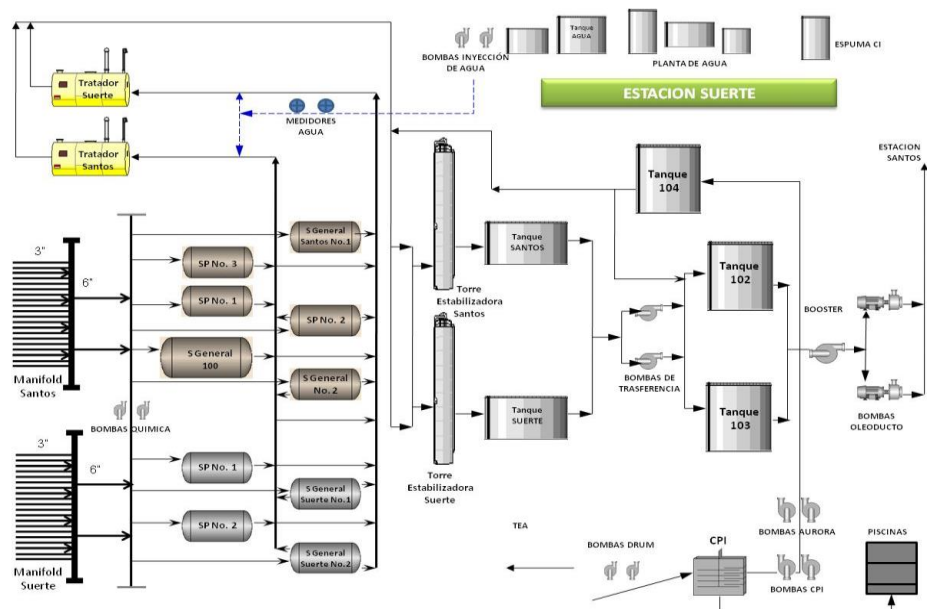 Tanque
AGUA
BOMBAS INYECCIÓN
DE AGUA
PLANTA DE AGUA
ESPUMA CI
ESTACION SUERTE
Tratador
Suerte
MEDIDORES
AGUA
Tratador
Santos
ESTACION
SANTOS
Tanque
104
S General
Santos No.1
3"
6"
SP No. 3
SP No. 1
SP No. 2
S General
100
S General
No. 2
Manifold
Santos
Torre
Estabilizadora
Santos
Tanque
SANTOS
Tanque
102
BOOSTER
BOMBAS DE
TRASFERENCIA
BOMBAS
OLEODUCTO
Tanque
103
Tanque
SUERTE
Torre
Estabilizadora
Suerte
BOMBAS QUIMICA
3"
6"
SP No. 1
S General
Suerte No.1
SP No. 2
S General
Suerte No.2
Manifold
Suerte
TEA
BOMBAS DRUM
CPI
BOMBAS AURORA
BOMBAS CPI
PISCINAS